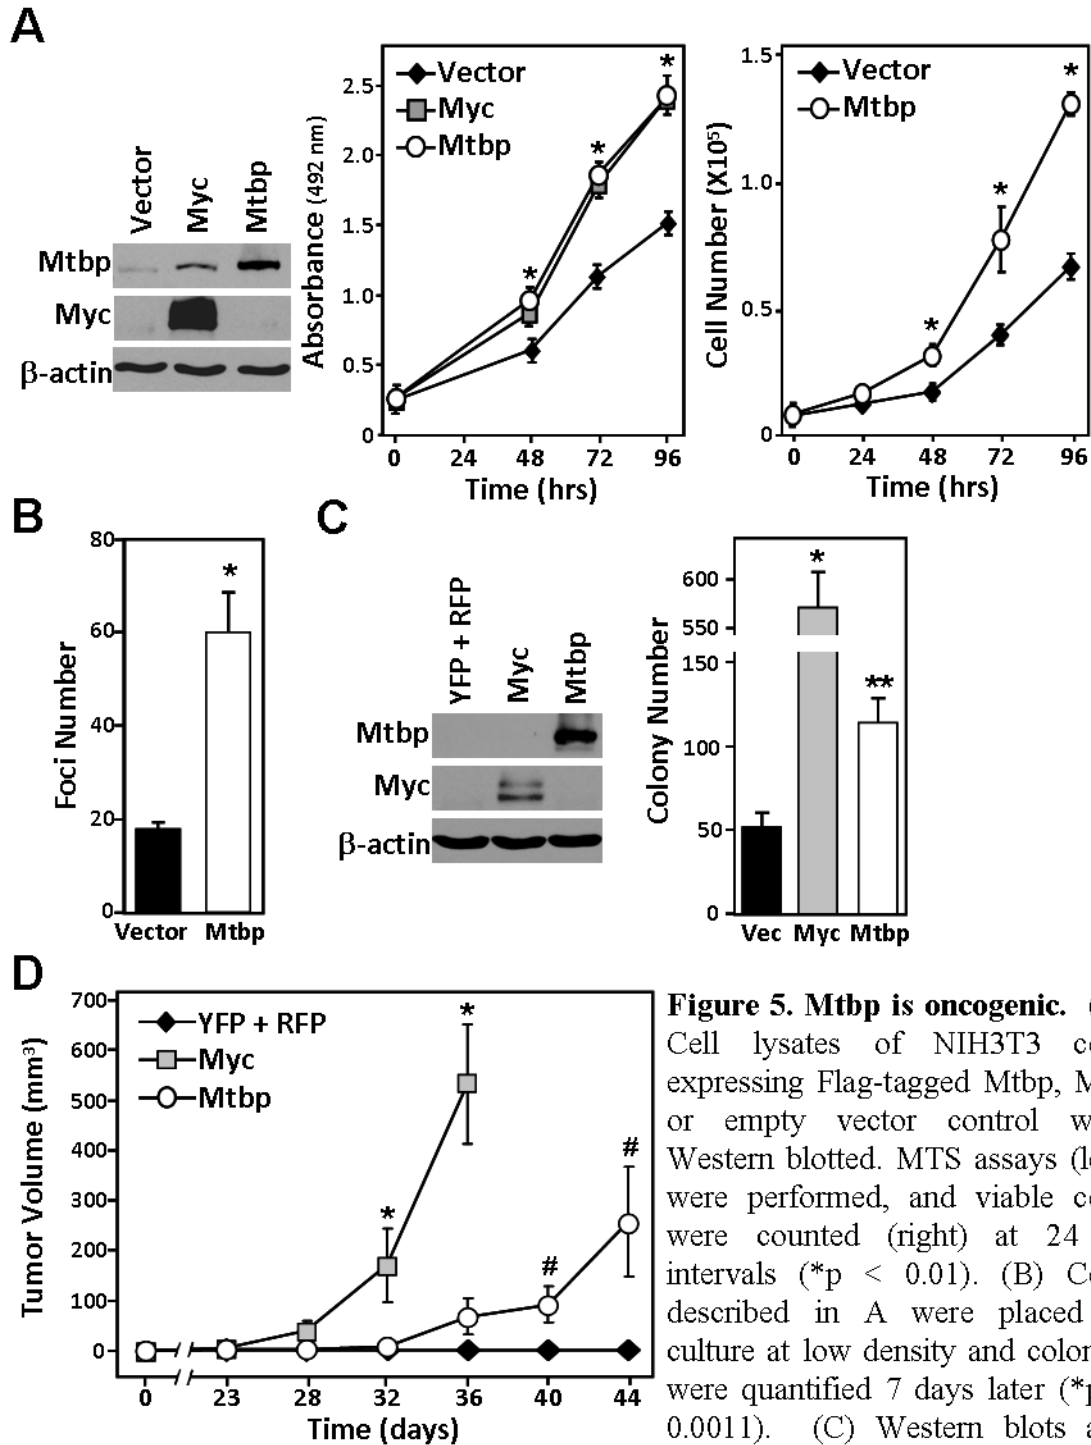 A
Vector
Myc
Mtbp
Mtbp
Myc
β-actin
Absorbance (492 nm)
2.5
2.0
1.5
1.0
0.5
0
Vector
Myc
Mtbp
*
*
*
0 24 48 72 96
Time (hrs)
Cell Number (X10⁵)
1.5
1.0
0.5
0
Vector
Mtbp
*
*
*
0 24 48 72 96
Time (hrs)
B
Foci Number
80
60
40
20
0
*
Vector Mtbp
C
YFP + RFP
Myc
Mtbp
Mtbp
Myc
β-actin
Colony Number
600
550
150
100
50
0
*
**
Vec Myc Mtbp
D
Tumor Volume (mm³)
700
600
500
400
300
200
100
0
YFP + RFP
Myc
Mtbp
*
*
#
#
0 23 28 32 36 40 44
Time (days)
Figure 5. Mtbp is oncogenic.
Cell lysates of NIH3T3
expressing Flag-tagged Mtbp,
or empty vector control
Western blotted. MTS assays
were performed, and viable
were counted (right) at 24
intervals (*p < 0.01). (B)
described in A were placed
culture at low density and
were quantified 7 days later (*p
0.0011). (C) Western blots